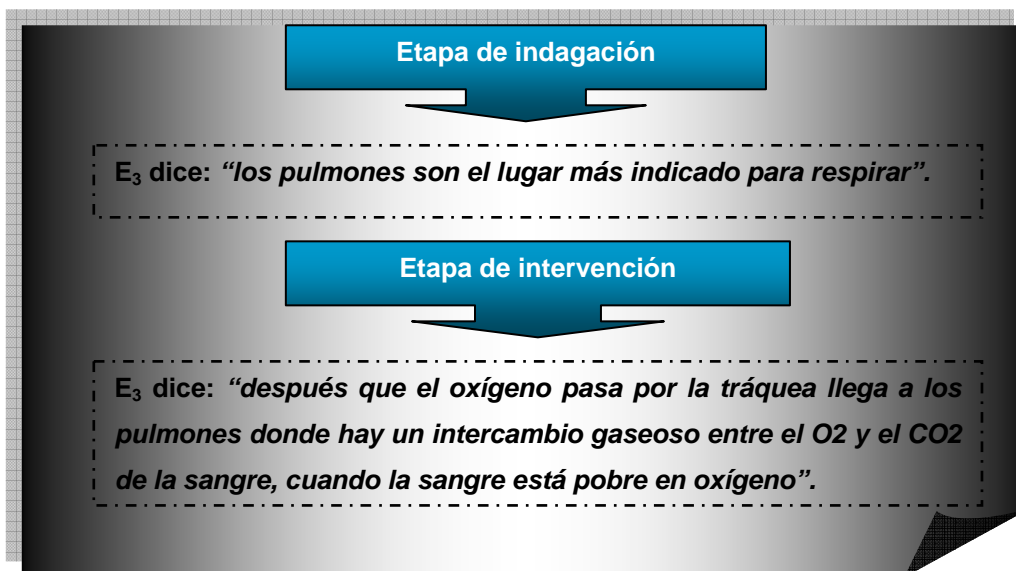 Etapa de indagación
E₃ dice: “los pulmones son el lugar más indicado para respirar”.
Etapa de intervención
E₃ dice: “después que el oxígeno pasa por la tráquea llega a los
pulmones donde hay un intercambio gaseoso entre el O2 y el CO2
de la sangre, cuando la sangre está pobre en oxígeno”.